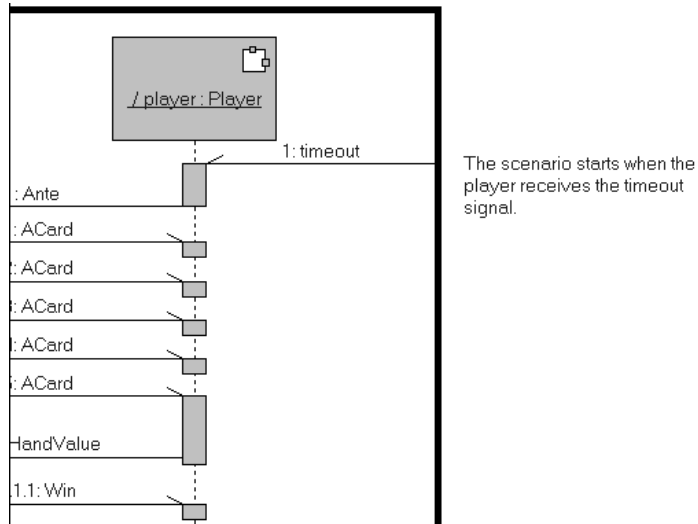 / player : Player
1: timeout
The scenario starts when the
player receives the timeout
signal.
: Ante
: ACard
2: ACard
3: ACard
: ACard
: ACard
HandValue
.1.1: Win